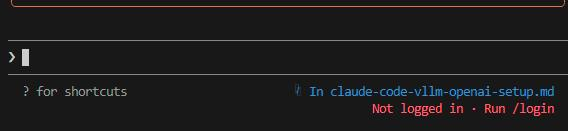 ❯
? for shortcuts
In claude-code-vllm-openai-setup.md
Not logged in · Run /login